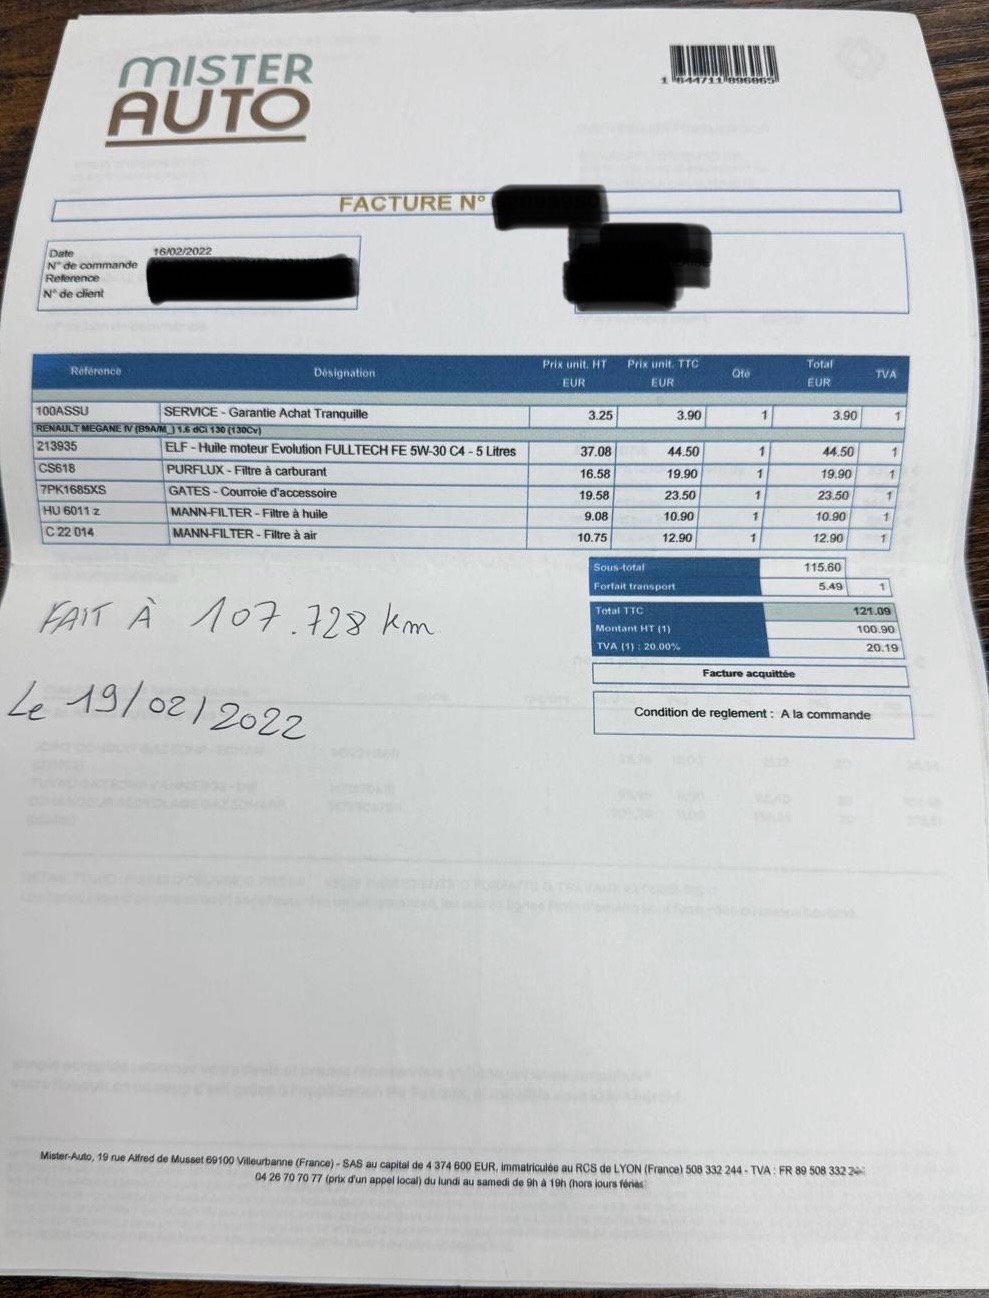 MISTER
AUTO
FACTURE N°
Date 16/02/2022
N° de commande
Reference
N° de client
Référence Désignation Prix unit. HT EUR Prix unit. TTC EUR Qté Total EUR TVA
100ASSU SERVICE - Garantie Achat Tranquille 3.25 3.90 1 3.90 1
RENAULT MEGANE IV (B9A/M_) 1.6 dCi 130 (130Cv)
213935 ELF - Huile moteur Evolution FULLTECH FE 5W-30 C4 - 5 Litres 37.08 44.50 1 44.50 1
CS618 PURFLUX - Filtre à carburant 16.58 19.90 1 19.90 1
7PK1685XS GATES - Courroie d'accessoire 19.58 23.50 1 23.50 1
HU 6011 z MANN-FILTER - Filtre à huile 9.08 10.90 1 10.90 1
C 22 014 MANN-FILTER - Filtre à air 10.75 12.90 1 12.90 1
Sous-total 115.60
Forfait transport 5.49 1
Total TTC 121.09
Montant HT (1) 100.90
TVA (1) : 20.00% 20.19
Facture acquittée
Condition de reglement : A la commande
FAIT À 107.728 km
Le 19/02/2022
Mister-Auto, 19 rue Alfred de Musset 69100 Villeurbanne (France) - SAS au capital de 4 374 600 EUR, immatriculée au RCS de LYON (France) 508 332 244 - TVA : FR 89 508 332
04 26 70 70 77 (prix d'un appel local) du lundi au samedi de 9h à 19h (hors jours fériés